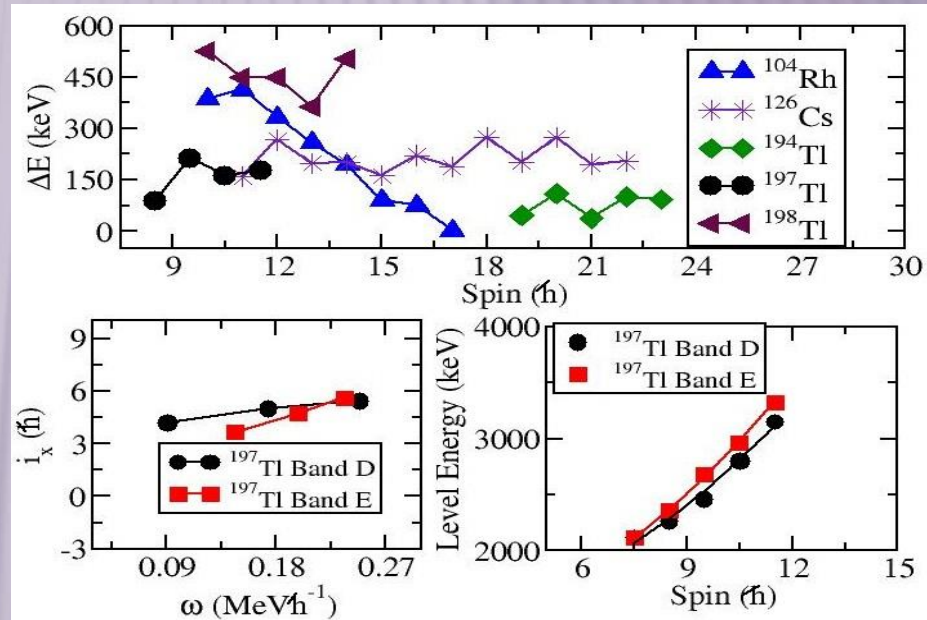 600
450
300
150
0
ΔE (keV)
9 12 15 18 21 24 27 30
Spin (ℏ)
¹⁰⁴Rh
¹²⁶Cs
¹⁹⁴Tl
¹⁹⁷Tl
¹⁹⁸Tl
9
6
3
0
-3
iₓ (ℏ)
¹⁹⁷Tl Band D
¹⁹⁷Tl Band E
0.09 0.18 0.27
ω (MeVℏ⁻¹)
4000
3000
2000
Level Energy (keV)
¹⁹⁷Tl Band D
¹⁹⁷Tl Band E
6 9 12 15
Spin (ℏ)